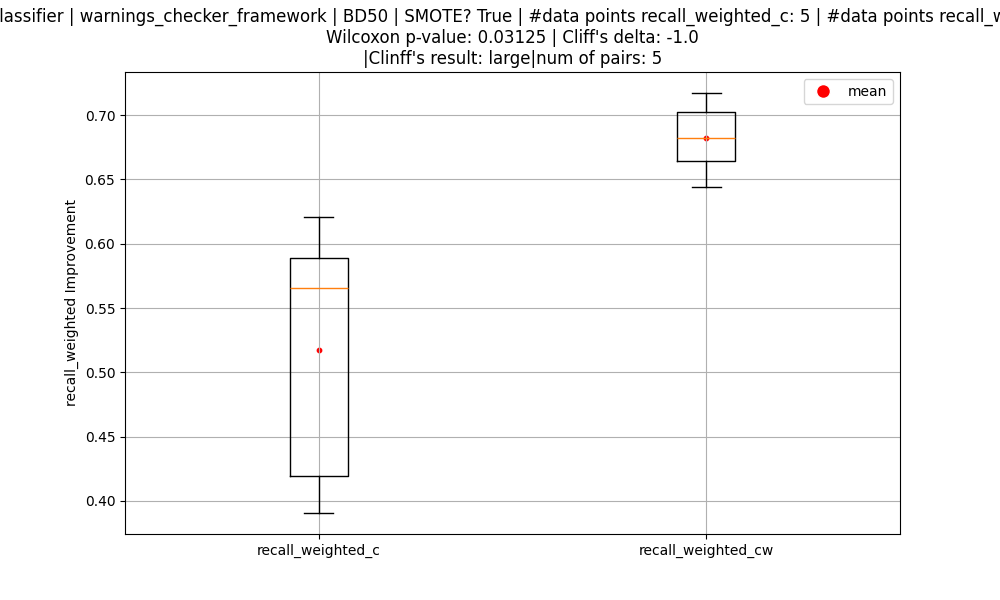 lassifier | warnings_checker_framework | BD50 | SMOTE? True | #data points recall_weighted_c: 5 | #data points
Wilcoxon p-value: 0.03125 | Cliff's delta: -1.0
|Clinff's result: large|num of pairs: 5
mean
0.70
0.65
0.60
0.55
0.50
0.45
0.40
recall_weighted Improvement
recall_weighted_c
recall_weighted_cw